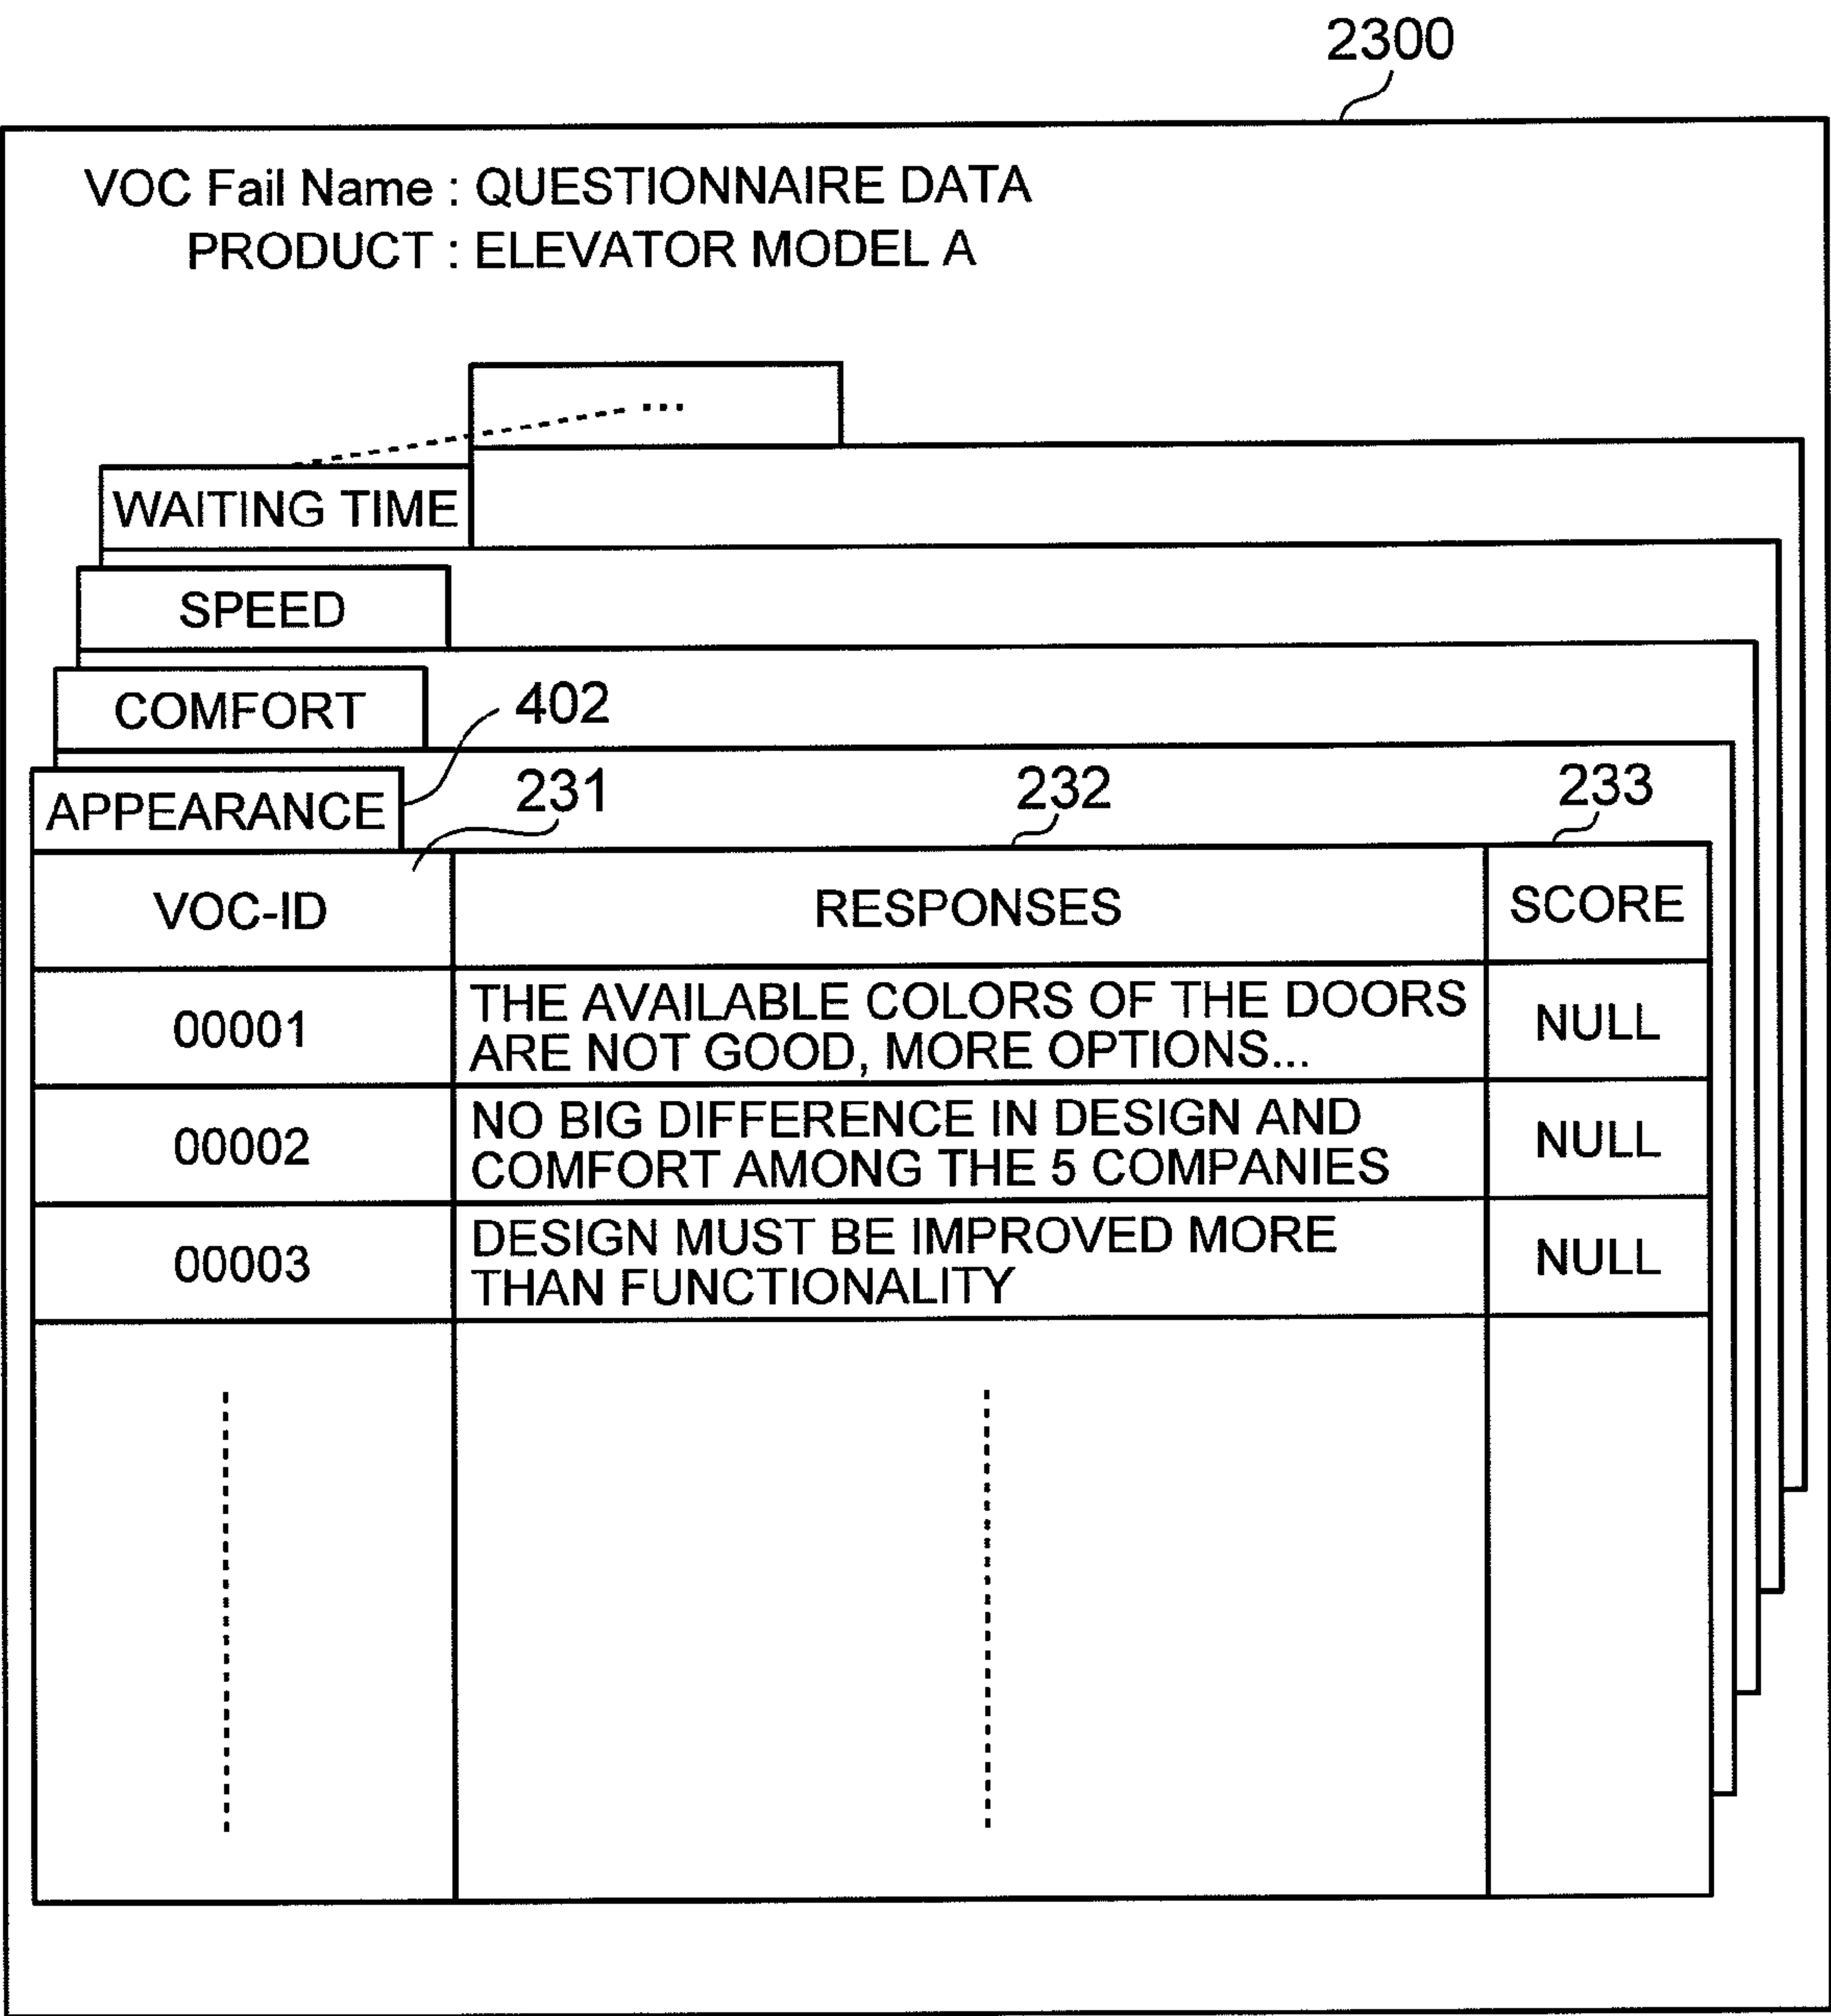 2300
VOC Fail Name : QUESTIONNAIRE DATA
PRODUCT : ELEVATOR MODEL A
...
WAITING TIME
SPEED
COMFORT
402
APPEARANCE
231
232
233
VOC-ID
RESPONSES
SCORE
00001
THE AVAILABLE COLORS OF THE DOORS
ARE NOT GOOD, MORE OPTIONS...
NULL
00002
NO BIG DIFFERENCE IN DESIGN AND
COMFORT AMONG THE 5 COMPANIES
NULL
00003
DESIGN MUST BE IMPROVED MORE
THAN FUNCTIONALITY
NULL